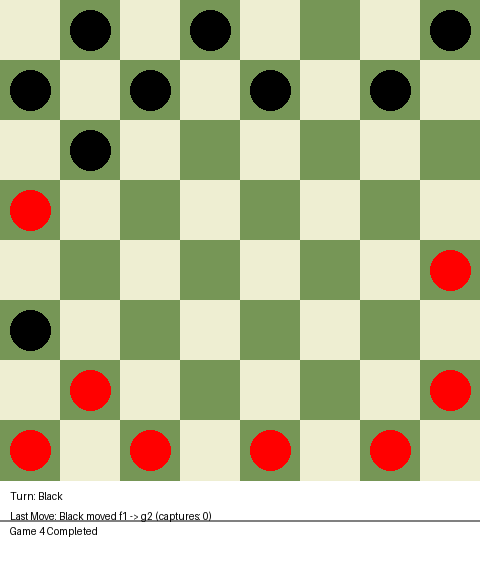 Turn: Black
Last Move: Black moved f1 -> g2 (captures: 0)
Game 4 Completed